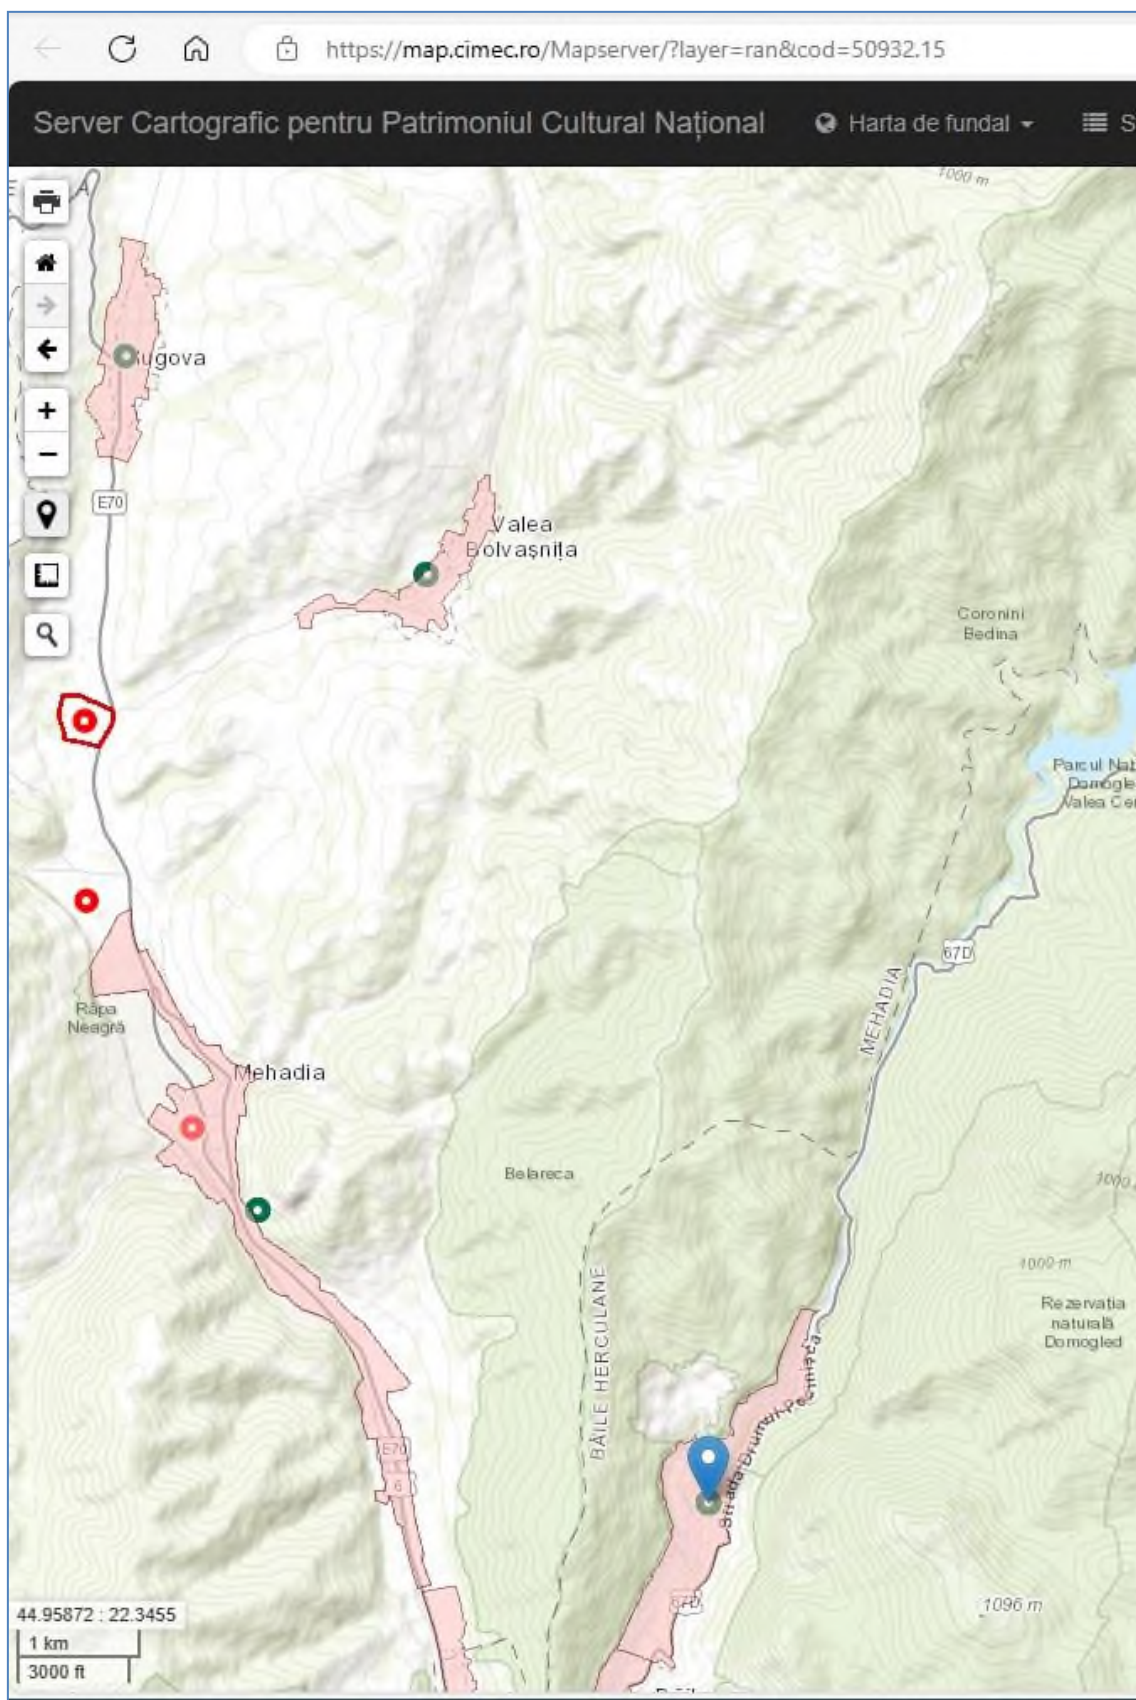 https://map.cimec.ro/Mapserver/?layer=ran&cod=50932.15
Server Cartografic pentru Patrimoniul Cultural Național
Harta de fundal
S
1000 m
A
ugova
E70
Valea
Bolvașnița
Coronini
Bedina
Parcul Nat
Domogle
Valea Cer
67D
MEHADIA
Râpa
Neagră
Mehadia
Belareca
1000
1000 m
Rezervația
naturală
Domogled
BĂILE HERCULANE
Strada Drumul Pecinișca
E70
6
67D
1096 m
44.95872 : 22.3455
1 km
3000 ft